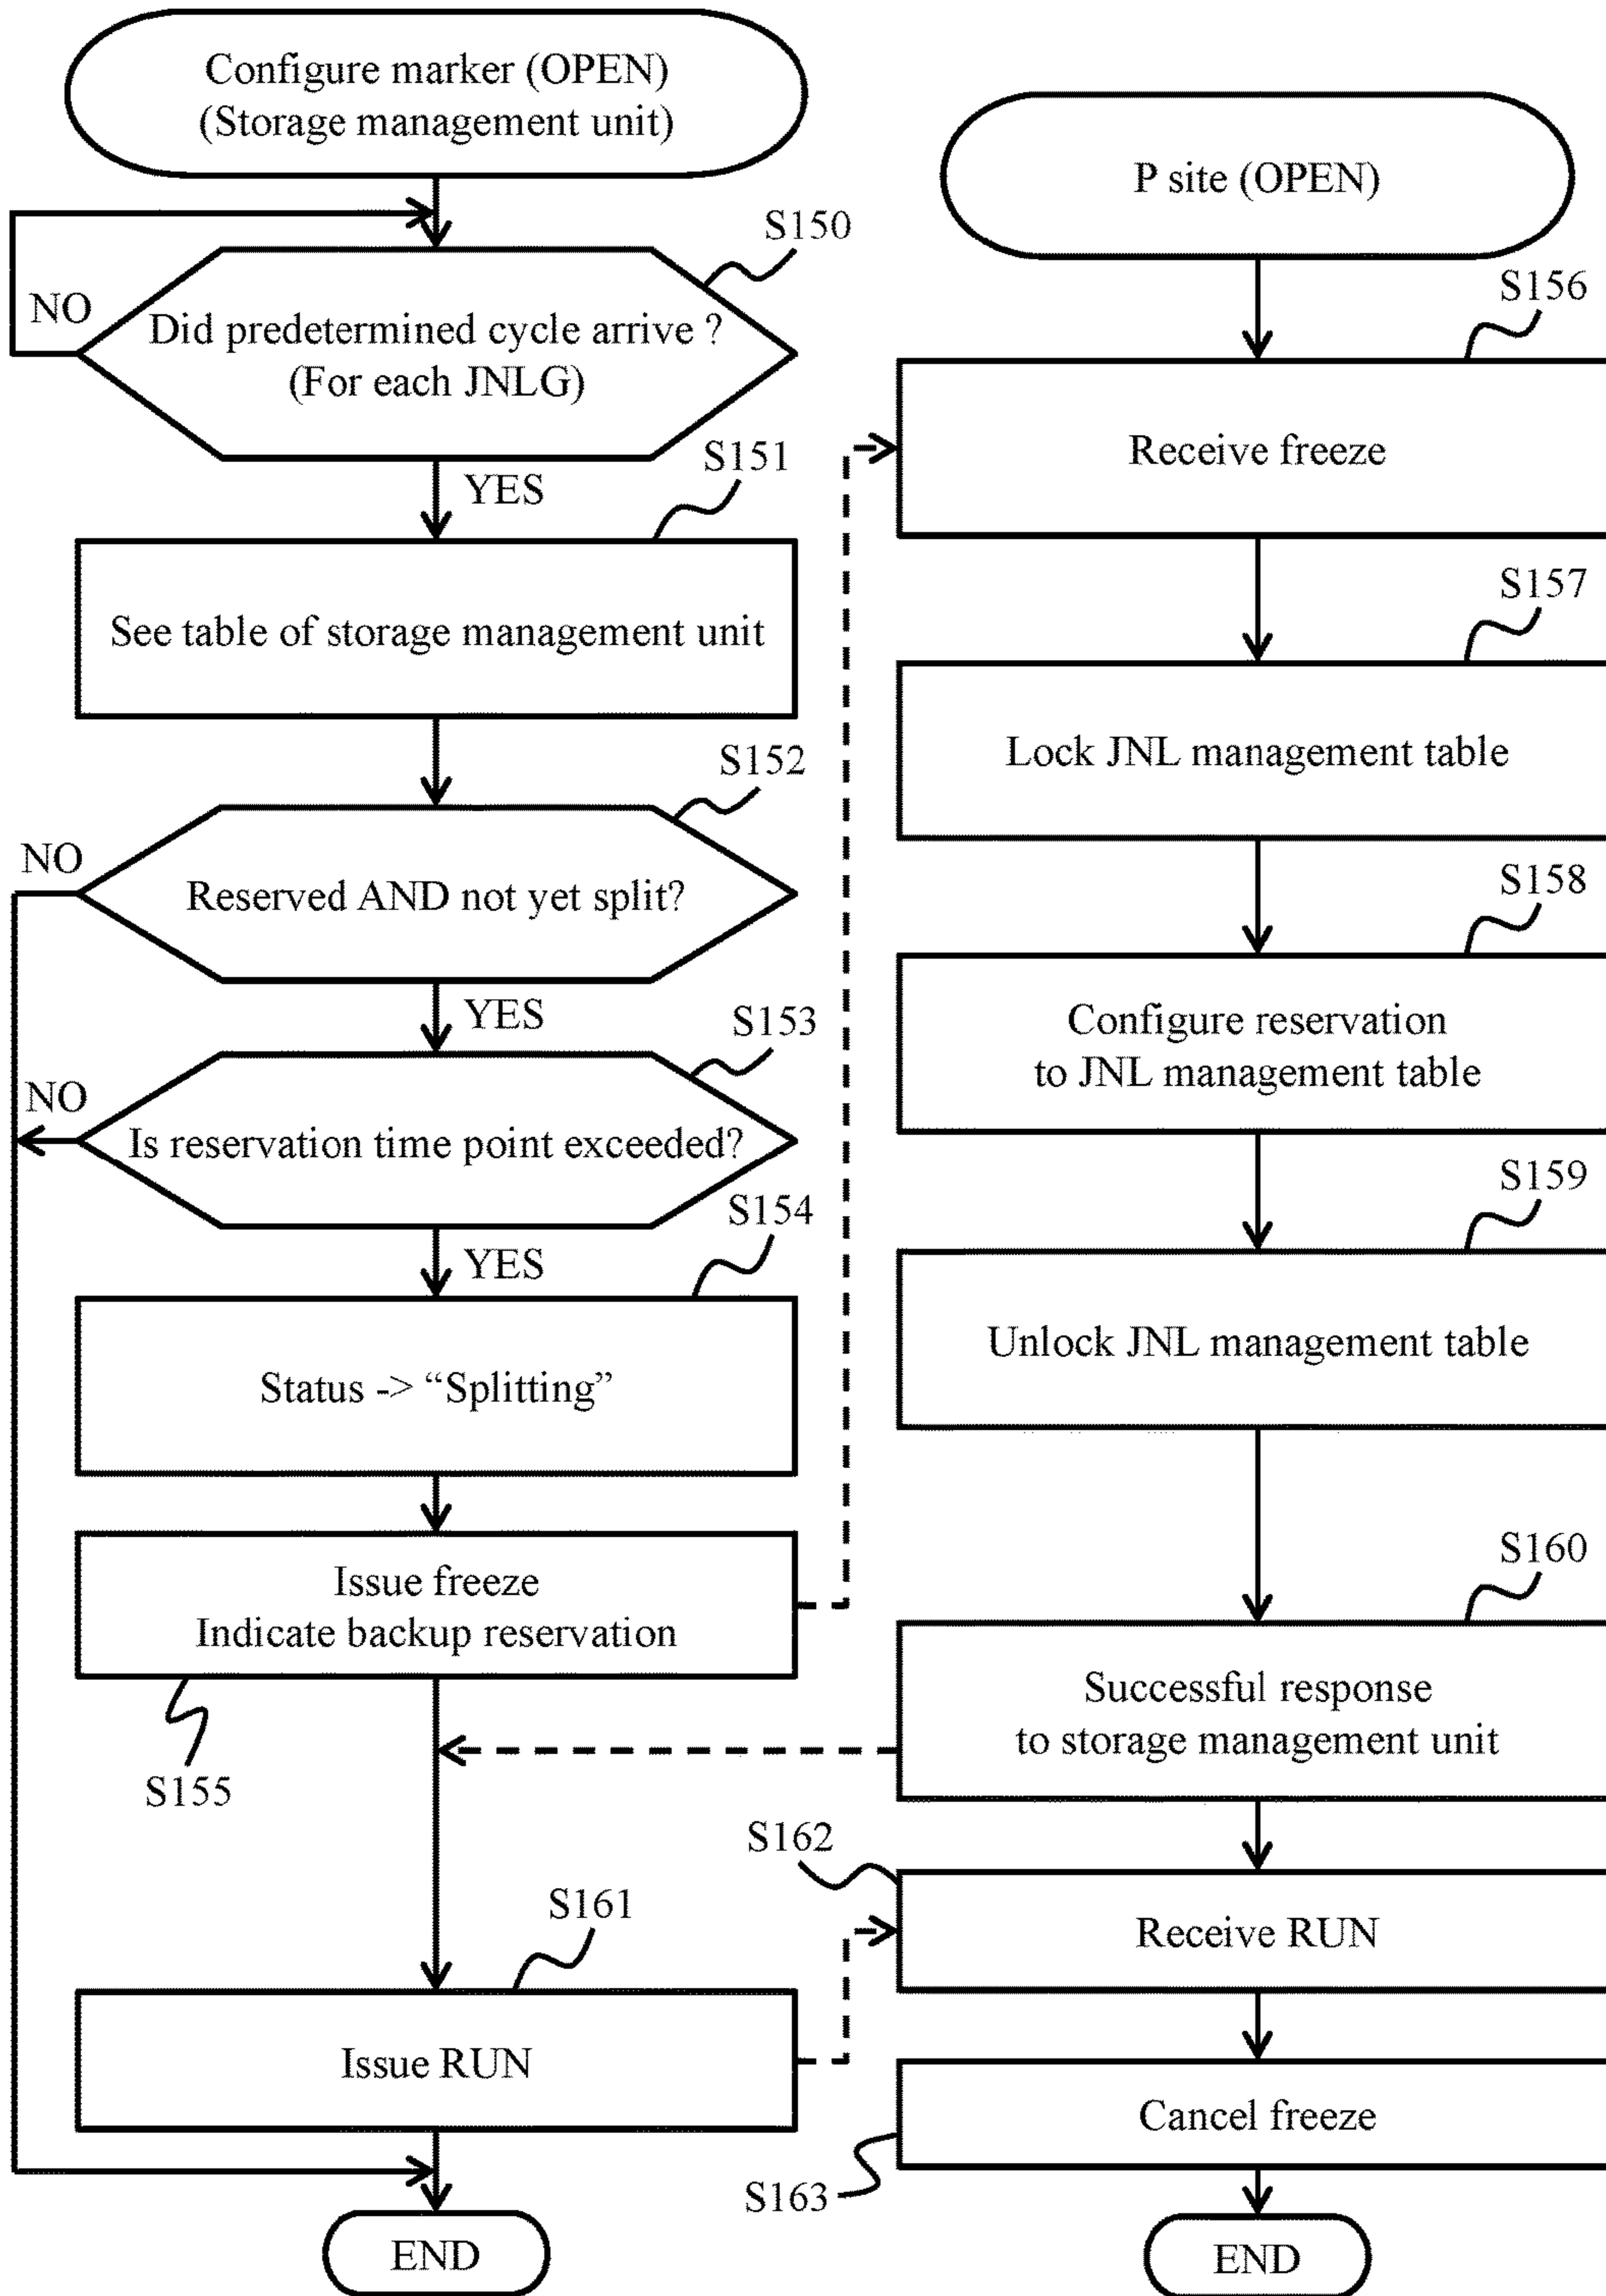 Configure marker (OPEN)
(Storage management unit)
S150
NO
Did predetermined cycle arrive ?
(For each JNLG)
YES
S151
See table of storage management unit
S152
NO
Reserved AND not yet split?
YES
S153
NO
Is reservation time point exceeded?
YES
S154
Status -> “Splitting”
Issue freeze
Indicate backup reservation
S155
S161
Issue RUN
END
P site (OPEN)
S156
Receive freeze
S157
Lock JNL management table
S158
Configure reservation
to JNL management table
S159
Unlock JNL management table
S160
Successful response
to storage management unit
S162
Receive RUN
Cancel freeze
S163
END